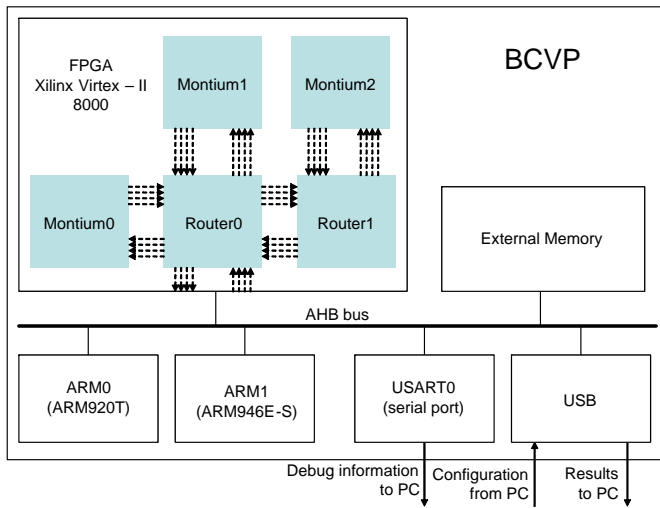 FPGA
Xilinx Virtex – II
8000
Montium1
Montium2
BCVP
Montium0
Router0
Router1
External Memory
AHB bus
ARM0
(ARM920T)
ARM1
(ARM946E-S)
USART0
(serial port)
USB
Debug information
to PC
Configuration
from PC
Results
to PC